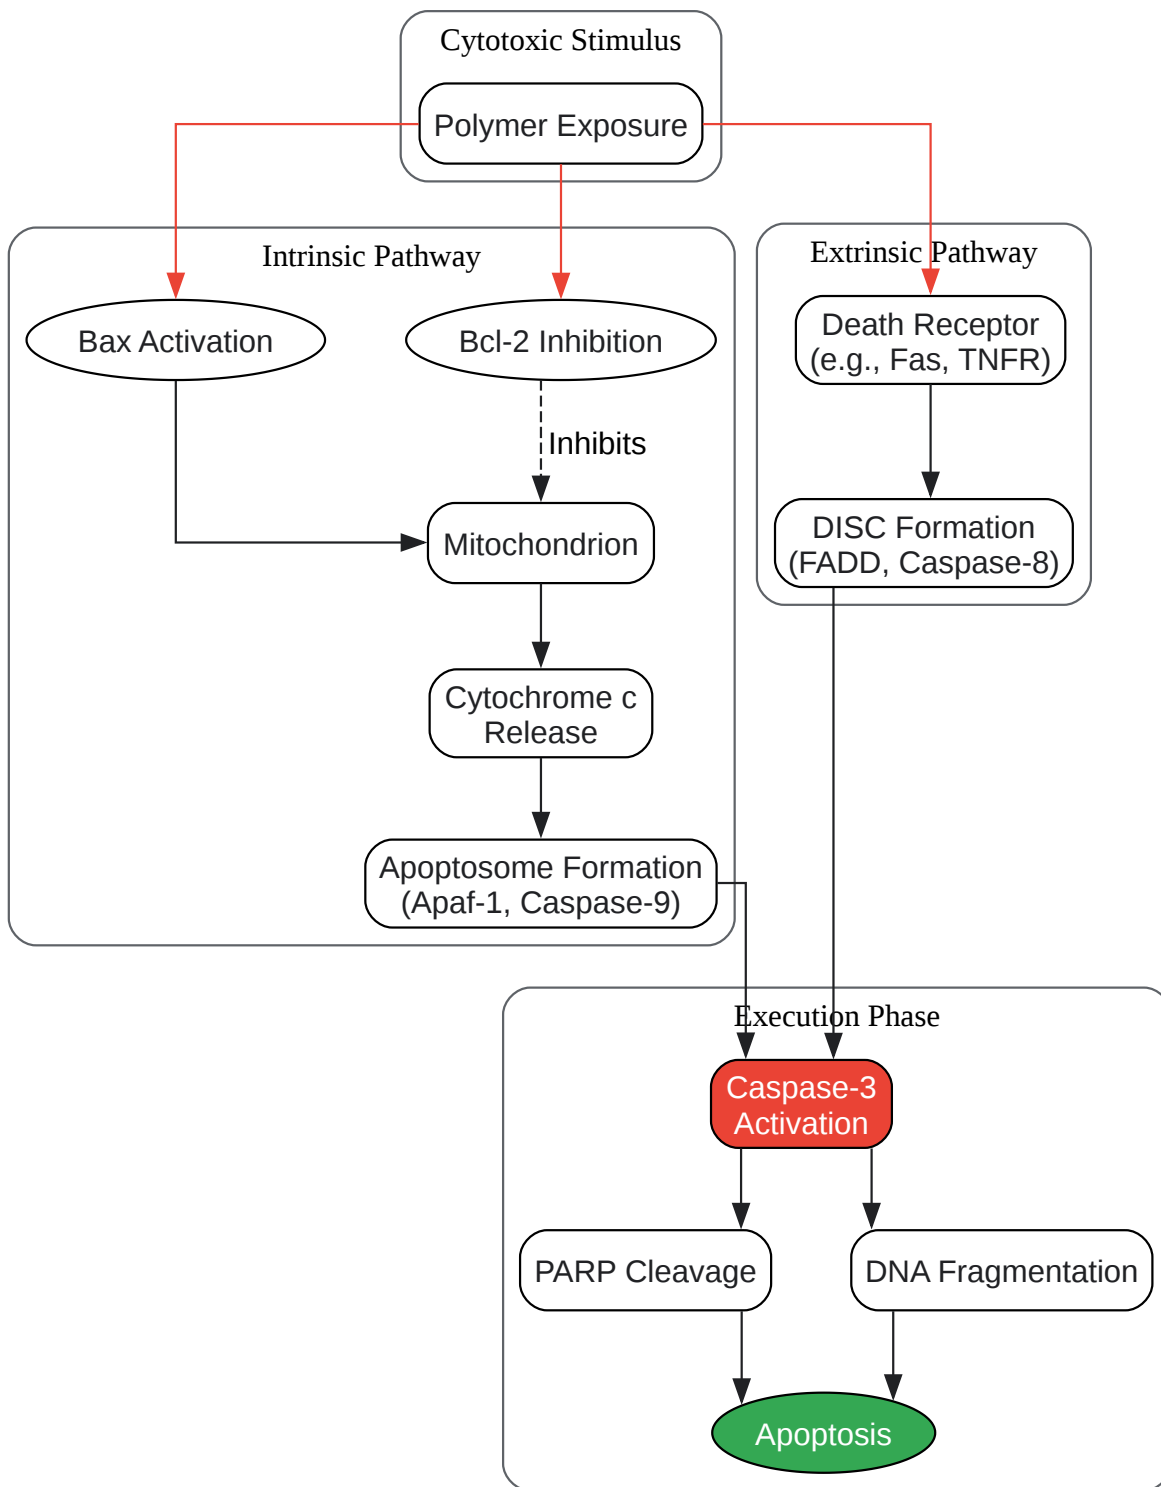 Cytotoxic Stimulus
Polymer Exposure
Intrinsic Pathway
Extrinsic Pathway
Bax Activation
Bcl-2 Inhibition
Death Receptor
(e.g., Fas, TNFR)
Inhibits
Mitochondrion
DISC Formation
(FADD, Caspase-8)
Cytochrome c
Release
Apoptosome Formation
(Apaf-1, Caspase-9)
Execution Phase
Caspase-3
Activation
PARP Cleavage
DNA Fragmentation
Apoptosis